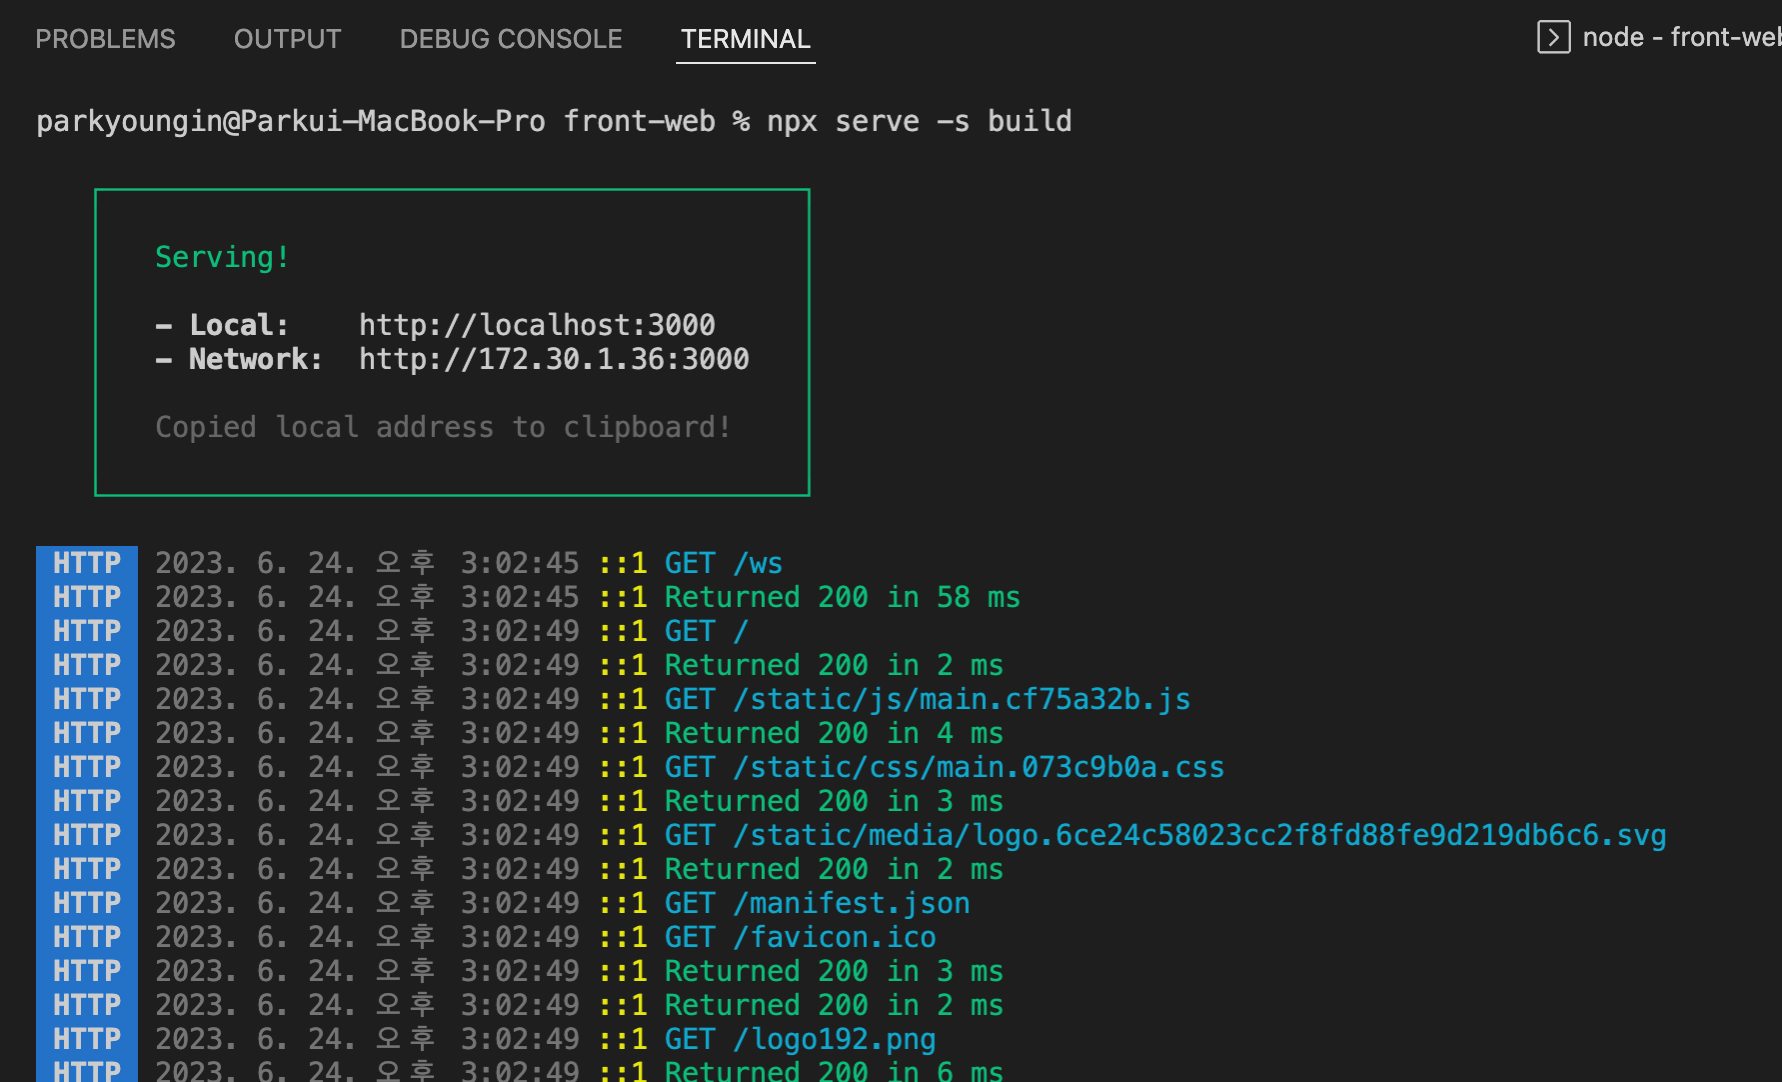 PROBLEMS OUTPUT DEBUG CONSOLE TERMINAL node - front-web
parkyoungin@Parkui-MacBook-Pro front-web % npx serve -s build
Serving!
- Local: http://localhost:3000
- Network: http://172.30.1.36:3000
Copied local address to clipboard!
HTTP 2023. 6. 24. 오후 3:02:45 ::1 GET /ws
HTTP 2023. 6. 24. 오후 3:02:45 ::1 Returned 200 in 58 ms
HTTP 2023. 6. 24. 오후 3:02:49 ::1 GET /
HTTP 2023. 6. 24. 오후 3:02:49 ::1 Returned 200 in 2 ms
HTTP 2023. 6. 24. 오후 3:02:49 ::1 GET /static/js/main.cf75a32b.js
HTTP 2023. 6. 24. 오후 3:02:49 ::1 Returned 200 in 4 ms
HTTP 2023. 6. 24. 오후 3:02:49 ::1 GET /static/css/main.073c9b0a.css
HTTP 2023. 6. 24. 오후 3:02:49 ::1 Returned 200 in 3 ms
HTTP 2023. 6. 24. 오후 3:02:49 ::1 GET /static/media/logo.6ce24c58023cc2f8fd88fe9d219db6c6.svg
HTTP 2023. 6. 24. 오후 3:02:49 ::1 Returned 200 in 2 ms
HTTP 2023. 6. 24. 오후 3:02:49 ::1 GET /manifest.json
HTTP 2023. 6. 24. 오후 3:02:49 ::1 GET /favicon.ico
HTTP 2023. 6. 24. 오후 3:02:49 ::1 Returned 200 in 3 ms
HTTP 2023. 6. 24. 오후 3:02:49 ::1 Returned 200 in 2 ms
HTTP 2023. 6. 24. 오후 3:02:49 ::1 GET /logo192.png
HTTP 2023. 6. 24. 오후 3:02:49 ::1 Returned 200 in 6 ms